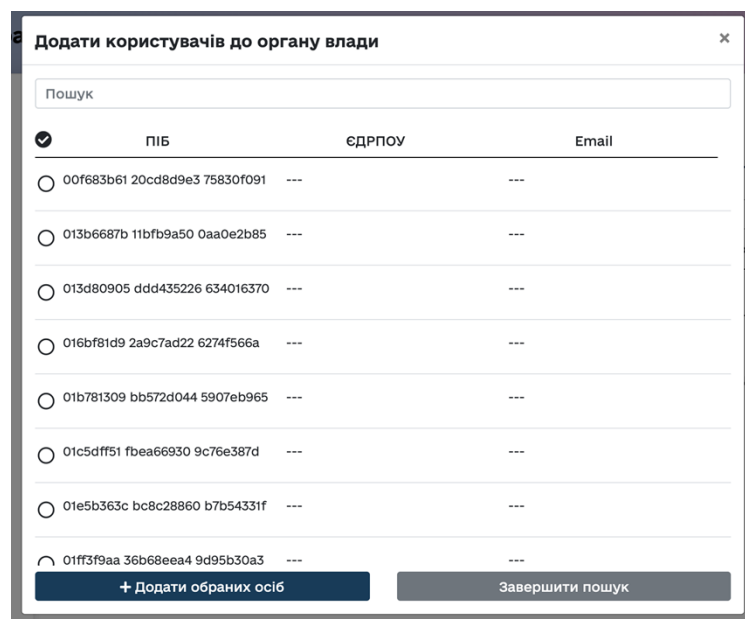 Додати користувачів до органу влади ×
Пошук
ПІБ ЄДРПОУ Email
00f683b61 20cd8d9e3 75830f091 --- ---
013b6687b 11bfb9a50 0aa0e2b85 --- ---
013d80905 ddd435226 634016370 --- ---
016bf81d9 2a9c7ad22 6274f566a --- ---
01b781309 bb572d044 5907eb965 --- ---
01c5dff51 fbea66930 9c76e387d --- ---
01e5b363c bc8c28860 b7b54331f --- ---
01ff3f9aa 36b68eea4 9d95b30a3 --- ---
+ Додати обраних осіб Завершити пошук